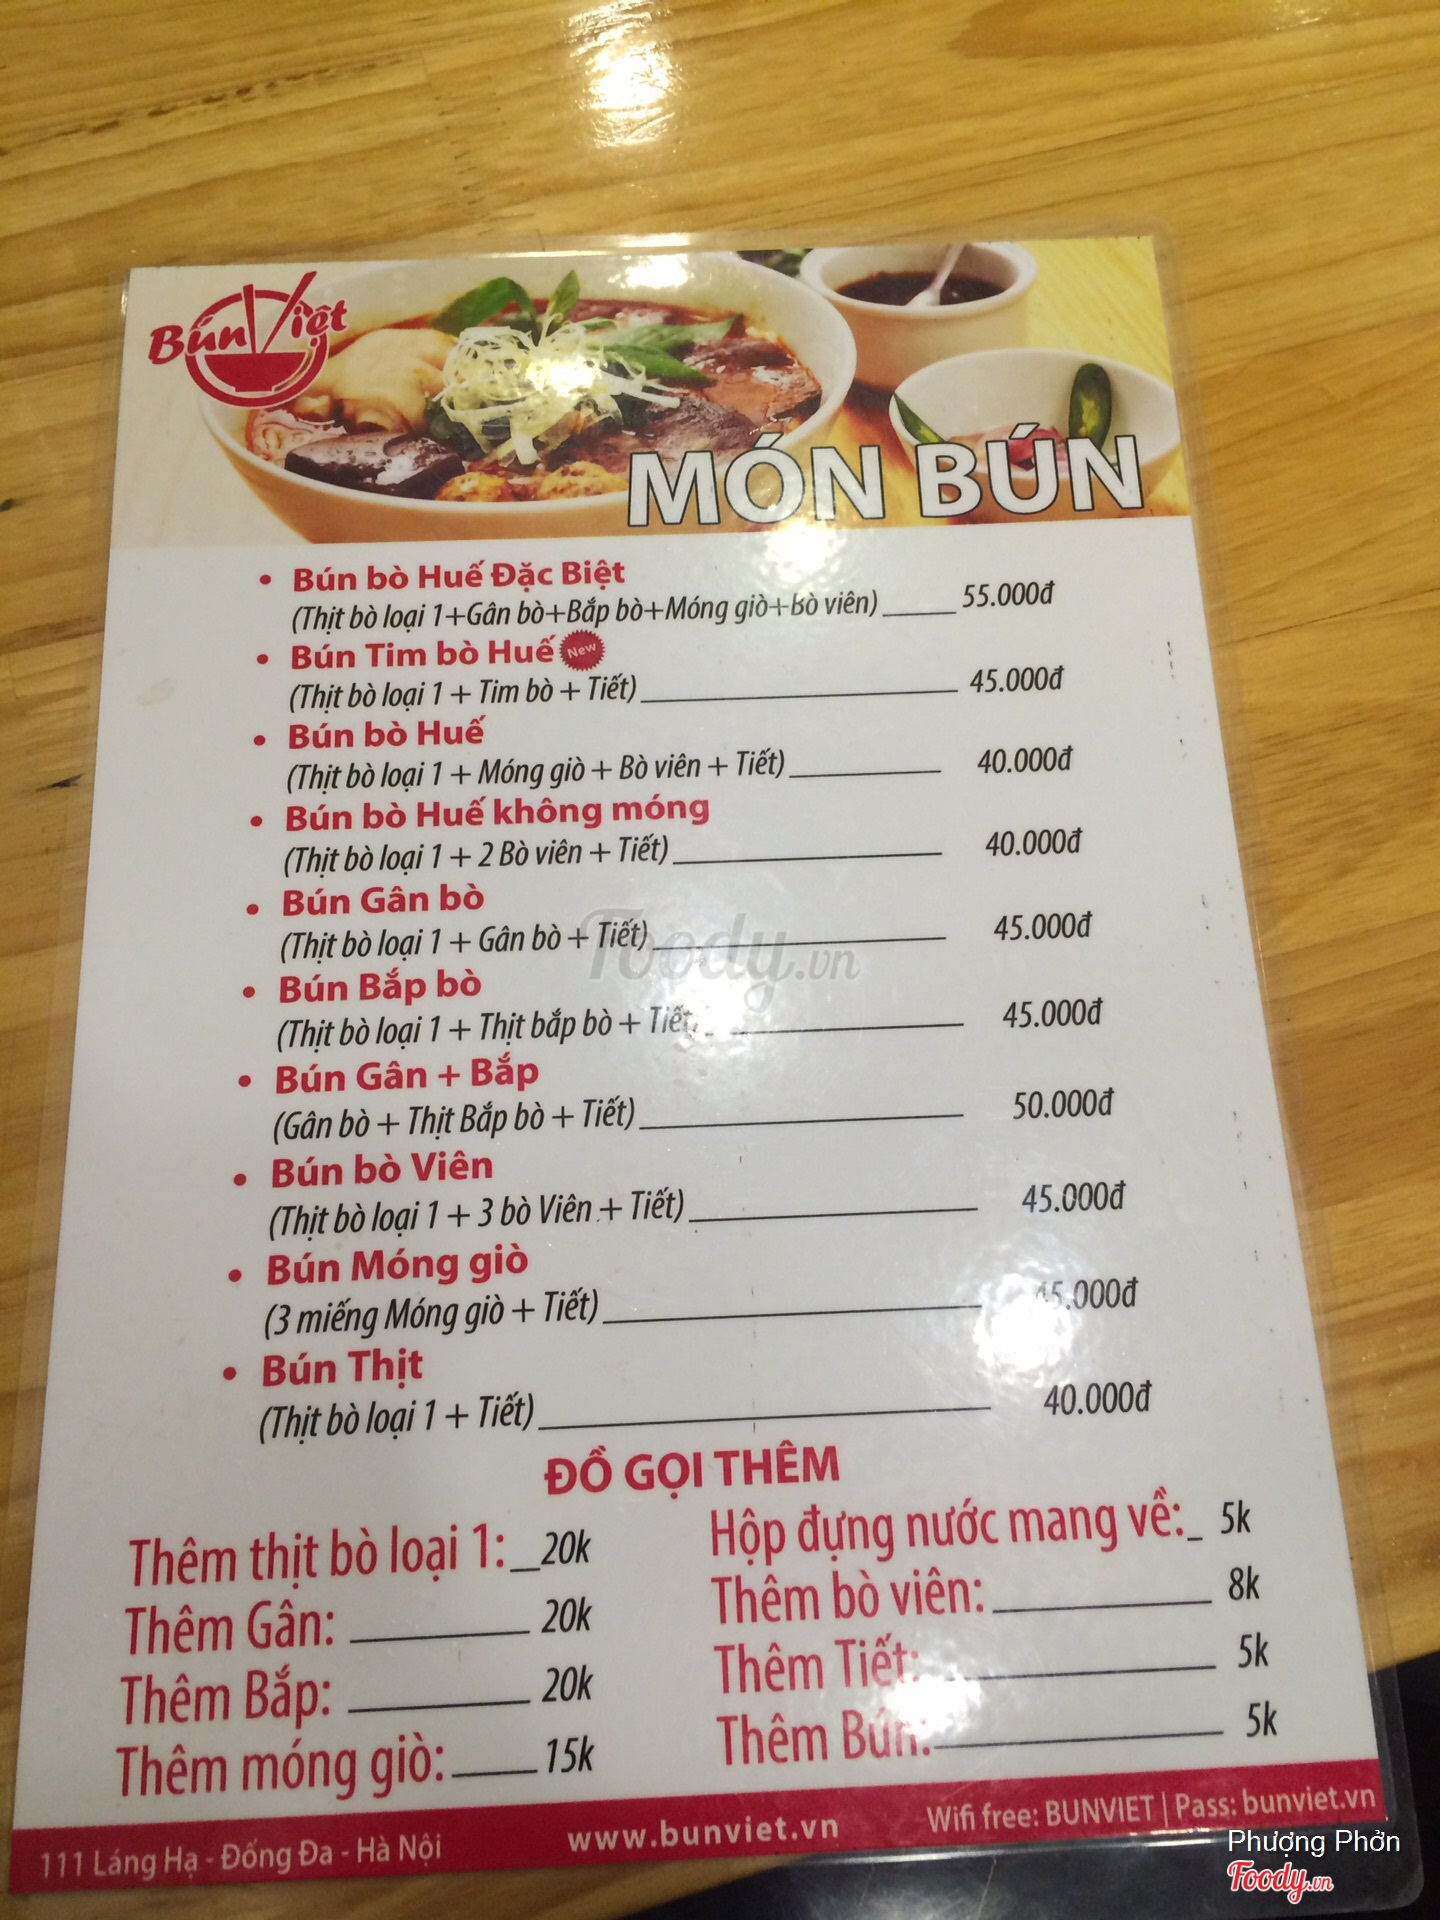 Bún Việt
MÓN BÚN
• Bún bò Huế Đặc Biệt
(Thịt bò loại 1+Gân bò+Bắp bò+Móng giò+Bò viên) 55.000đ
• Bún Tim bò Huế New
(Thịt bò loại 1 + Tim bò + Tiết) 45.000đ
• Bún bò Huế
(Thịt bò loại 1 + Móng giò + Bò viên + Tiết) 40.000đ
• Bún bò Huế không móng
(Thịt bò loại 1 + 2 Bò viên + Tiết) 40.000đ
• Bún Gân bò
(Thịt bò loại 1 + Gân bò + Tiết) 45.000đ
• Bún Bắp bò
(Thịt bò loại 1 + Thịt bắp bò + Tiết) 45.000đ
• Bún Gân + Bắp
(Gân bò + Thịt Bắp bò + Tiết) 50.000đ
• Bún bò Viên
(Thịt bò loại 1 + 3 bò Viên + Tiết) 45.000đ
• Bún Móng giò
(3 miếng Móng giò + Tiết) 45.000đ
• Bún Thịt
(Thịt bò loại 1 + Tiết) 40.000đ
Foody.vn
ĐỒ GỌI THÊM
Thêm thịt bò loại 1: 20k
Thêm Gân: 20k
Thêm Bắp: 20k
Thêm móng giò: 15k
Hộp đựng nước mang về: 5k
Thêm bò viên: 8k
Thêm Tiết: 5k
Thêm Bún: 5k
111 Láng Hạ - Đống Đa - Hà Nội
www.bunviet.vn
Wifi free: BUNVIET | Pass: bunviet.vn
Phượng Phởn
Foody.vn